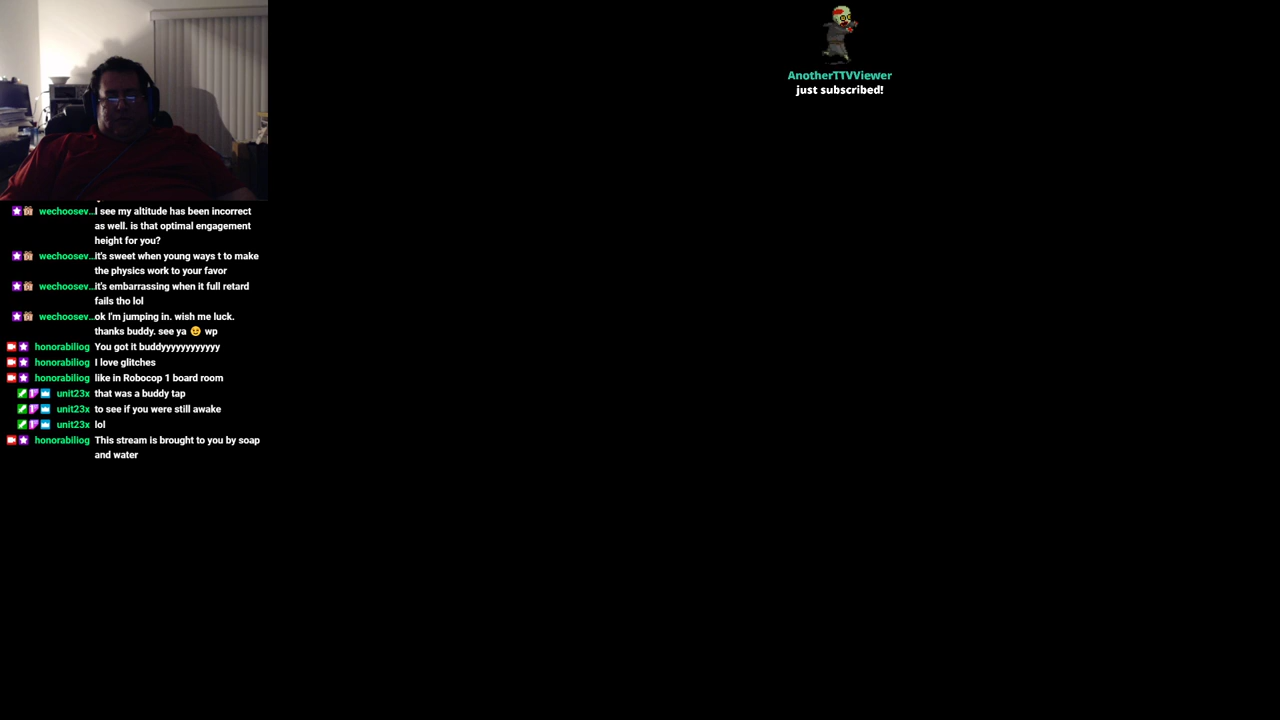 AnotherTTVViewer
just subscribed!
wechoosev... I see my altitude has been incorrect
as well. is that optimal engagement
height for you?
wechoosev... it's sweet when young ways t to make
the physics work to your favor
wechoosev... it's embarrassing when it full retard
fails tho lol
wechoosev... ok I'm jumping in. wish me luck.
thanks buddy. see ya 😉 wp
honorabiliog You got it buddyyyyyyyyyyy
honorabiliog I love glitches
honorabiliog like in Robocop 1 board room
unit23x that was a buddy tap
unit23x to see if you were still awake
unit23x lol
honorabiliog This stream is brought to you by soap
and water